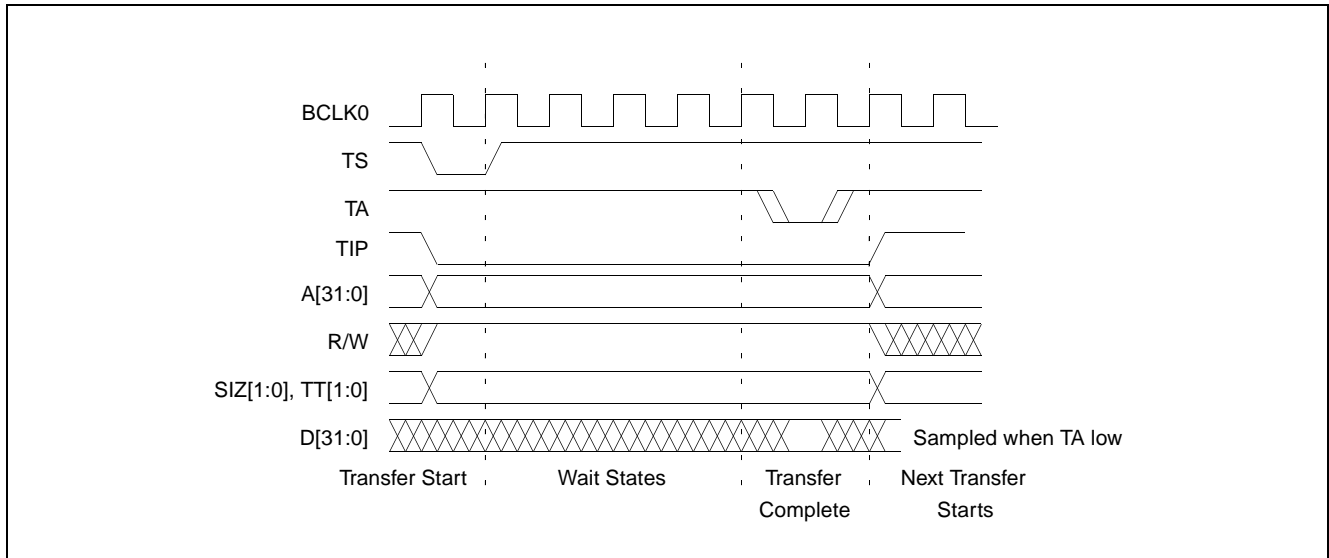 BCLK0
TS
TA
TIP
A[31:0]
R/W
SIZ[1:0], TT[1:0]
D[31:0]
Sampled when TA low
Transfer Start
Wait States
Transfer
Complete
Next Transfer
Starts